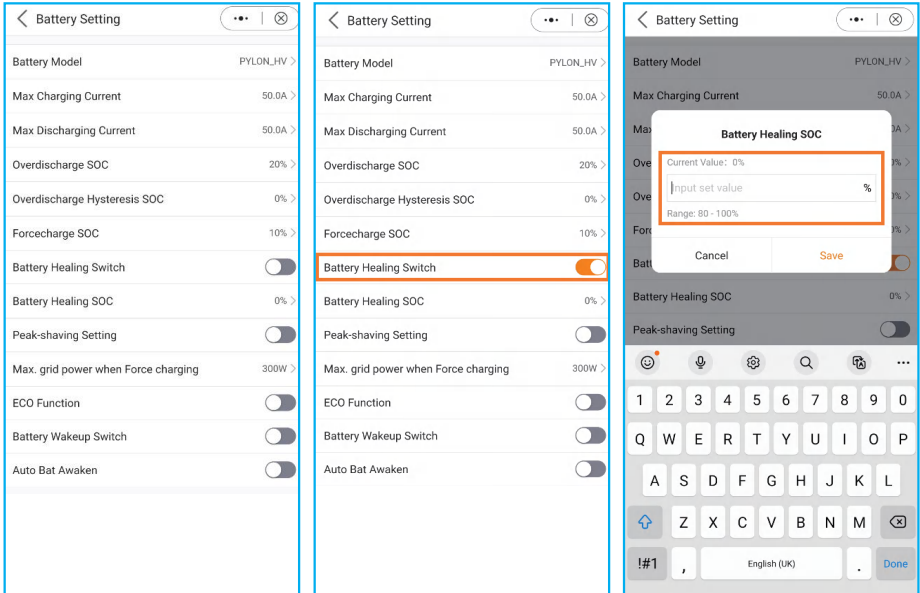 Battery Setting
Battery Model PYLON_HV
Max Charging Current 50.0A
Max Discharging Current 50.0A
Overdischarge SOC 20%
Overdischarge Hysteresis SOC 0%
Forcecharge SOC 10%
Battery Healing Switch
Battery Healing SOC 0%
Peak-shaving Setting
Max. grid power when Force charging 300W
ECO Function
Battery Wakeup Switch
Auto Bat Awaken
Battery Setting
Battery Model PYLON_HV
Max Charging Current 50.0A
Max Discharging Current 50.0A
Overdischarge SOC 20%
Overdischarge Hysteresis SOC 0%
Forcecharge SOC 10%
Battery Healing Switch
Battery Healing SOC 0%
Peak-shaving Setting
Max. grid power when Force charging 300W
ECO Function
Battery Wakeup Switch
Auto Bat Awaken
Battery Setting
Battery Model PYLON_HV
Max Charging Current 50.0A
Battery Healing SOC
Current Value: 0%
Input set value %
Range: 80 - 100%
Cancel Save
Battery Healing SOC 0%
Peak-shaving Setting
1 2 3 4 5 6 7 8 9 0
Q W E R T Y U I O P
A S D F G H J K L
Z X C V B N M
!#1 , English (UK) . Done